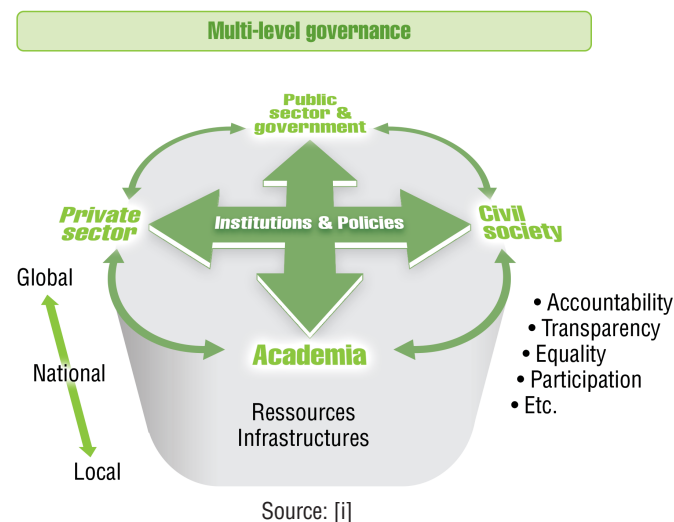 Multi-level governance
Public
sector &
government
Private
sector
Institutions & Policies
Civil
society
Global
National
Local
Academia
• Accountability
• Transparency
• Equality
• Participation
• Etc.
Ressources
Infrastructures
Source: [i]